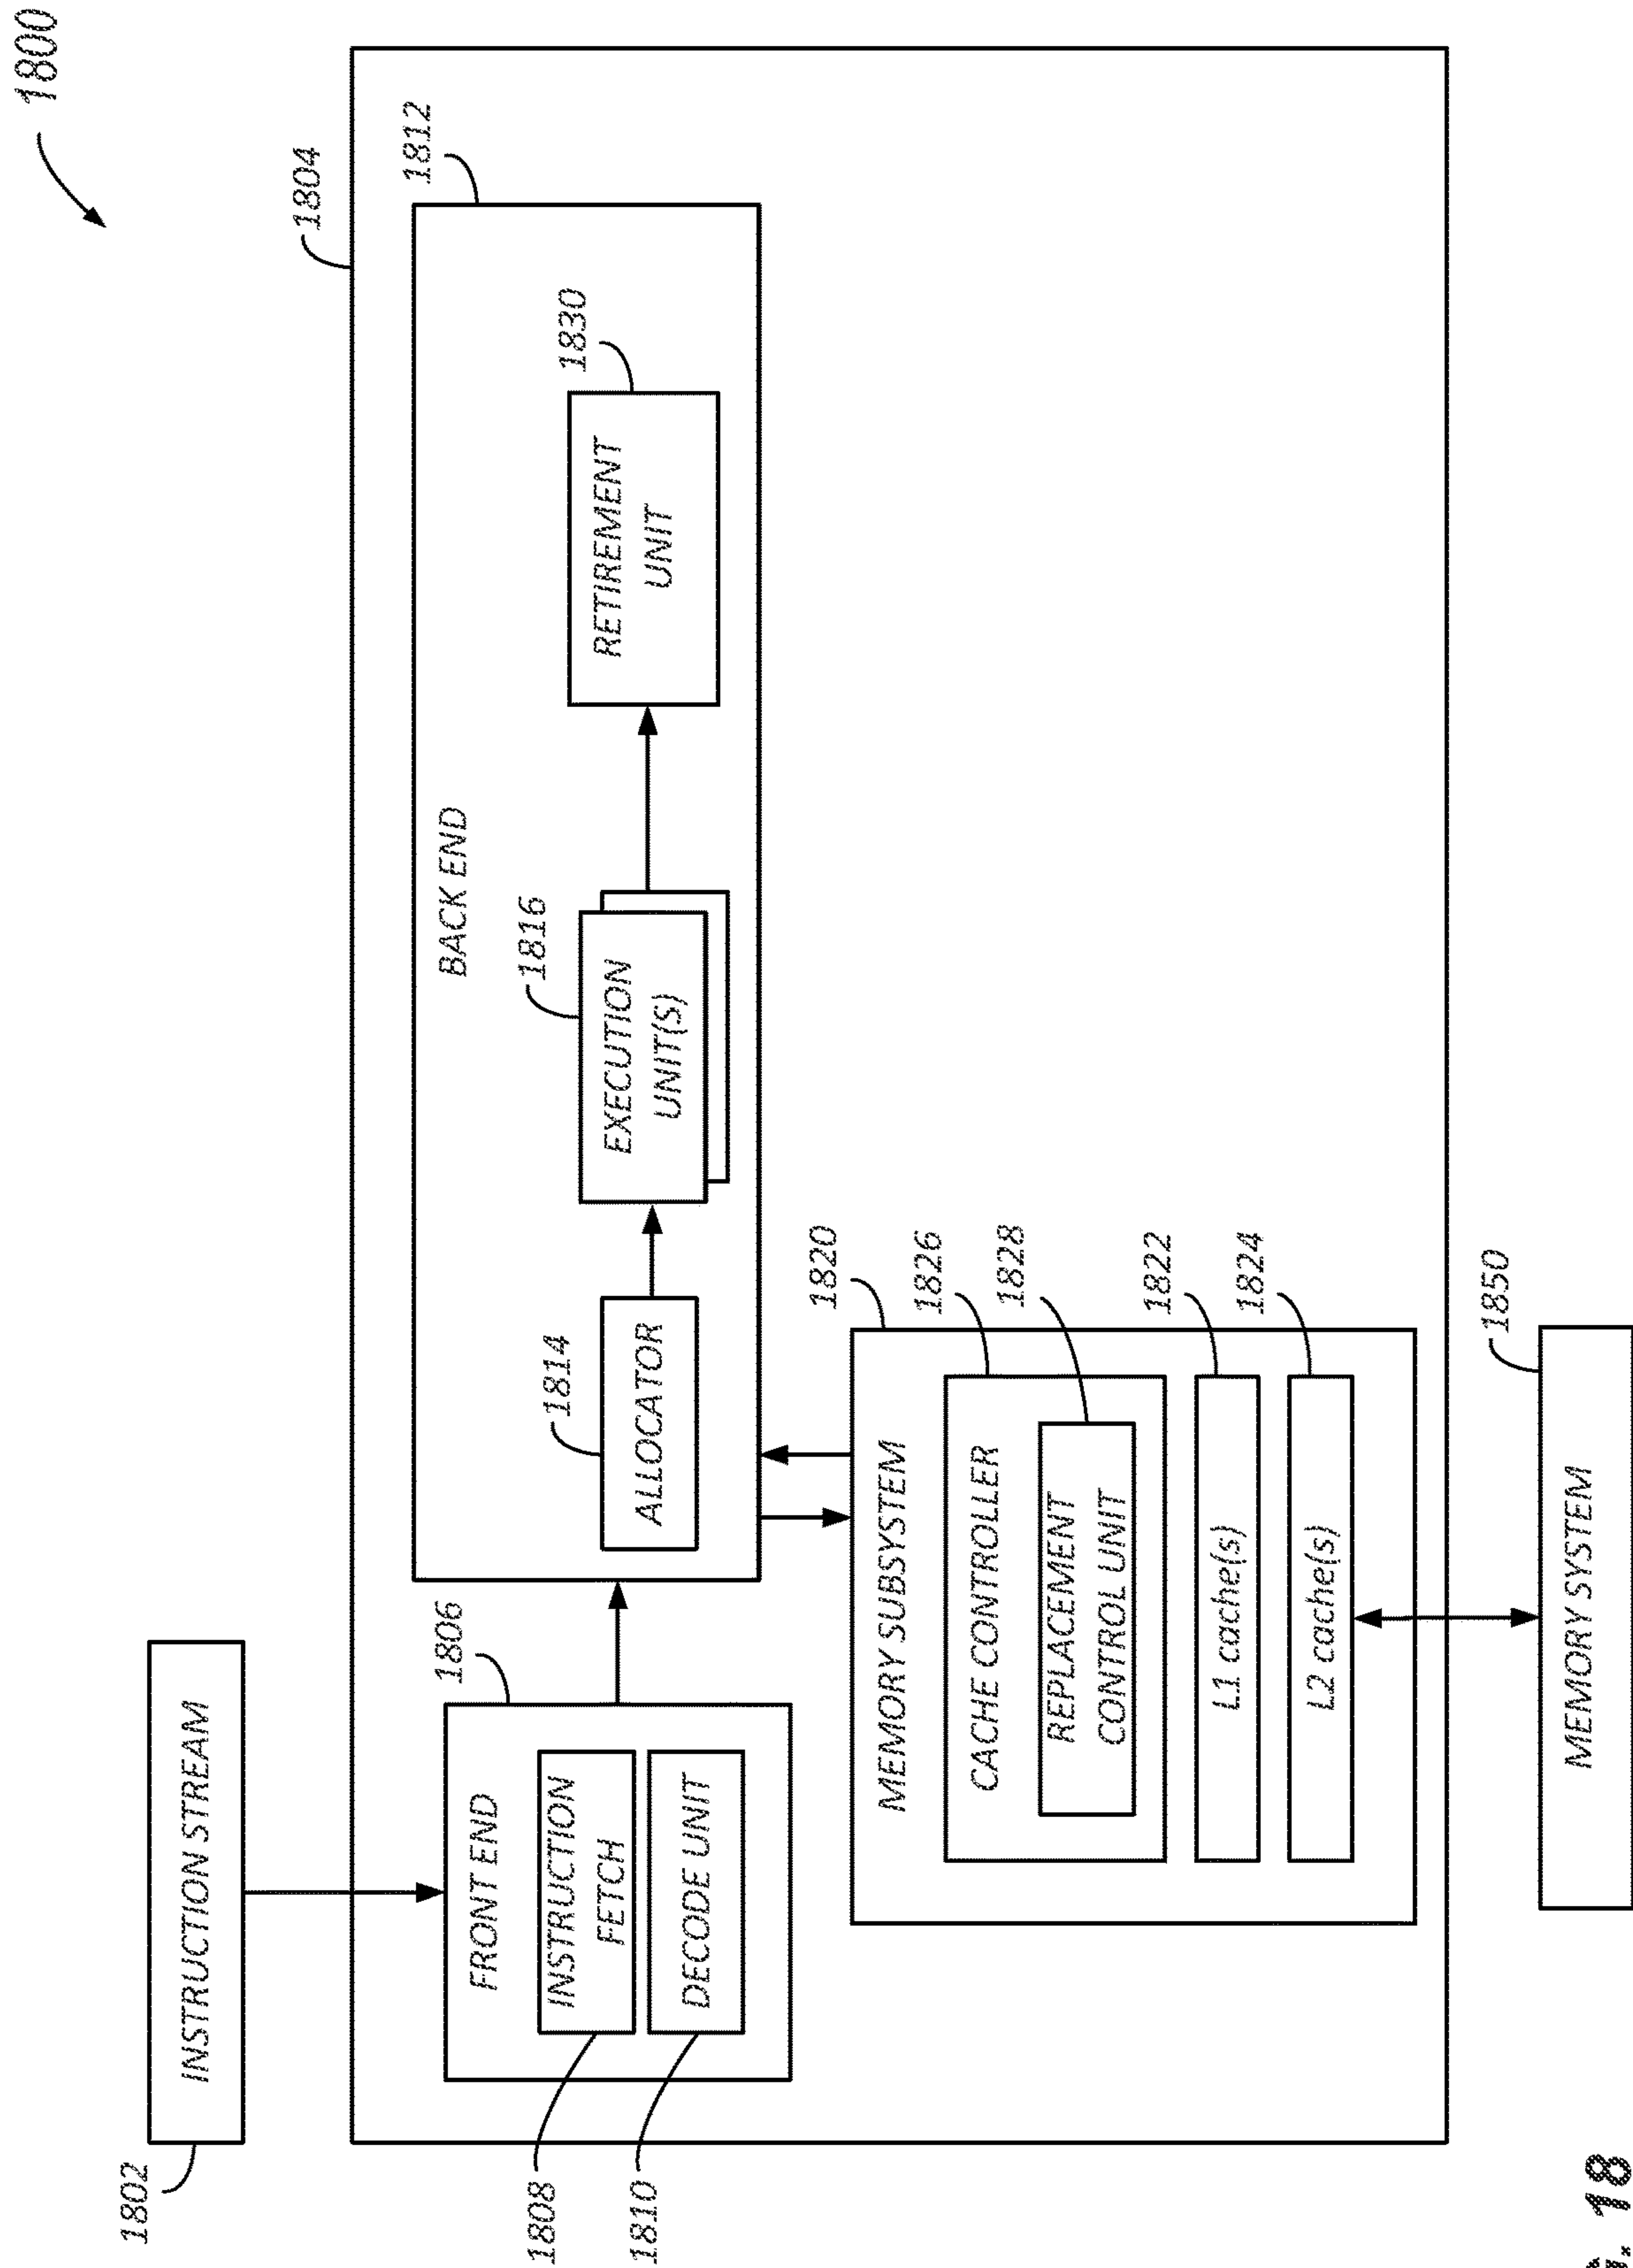 1800
1802
INSTRUCTION STREAM
1804
1812
BACK END
1806
FRONT END
1808
INSTRUCTION
FETCH
1810
DECODE UNIT
1814
ALLOCATOR
1816
EXECUTION
UNIT(S)
1830
RETIREMENT
UNIT
1820
MEMORY SUBSYSTEM
1826
CACHE CONTROLLER
1828
REPLACEMENT
CONTROL UNIT
1822
L1 cache(s)
1824
L2 cache(s)
1850
MEMORY SYSTEM
18